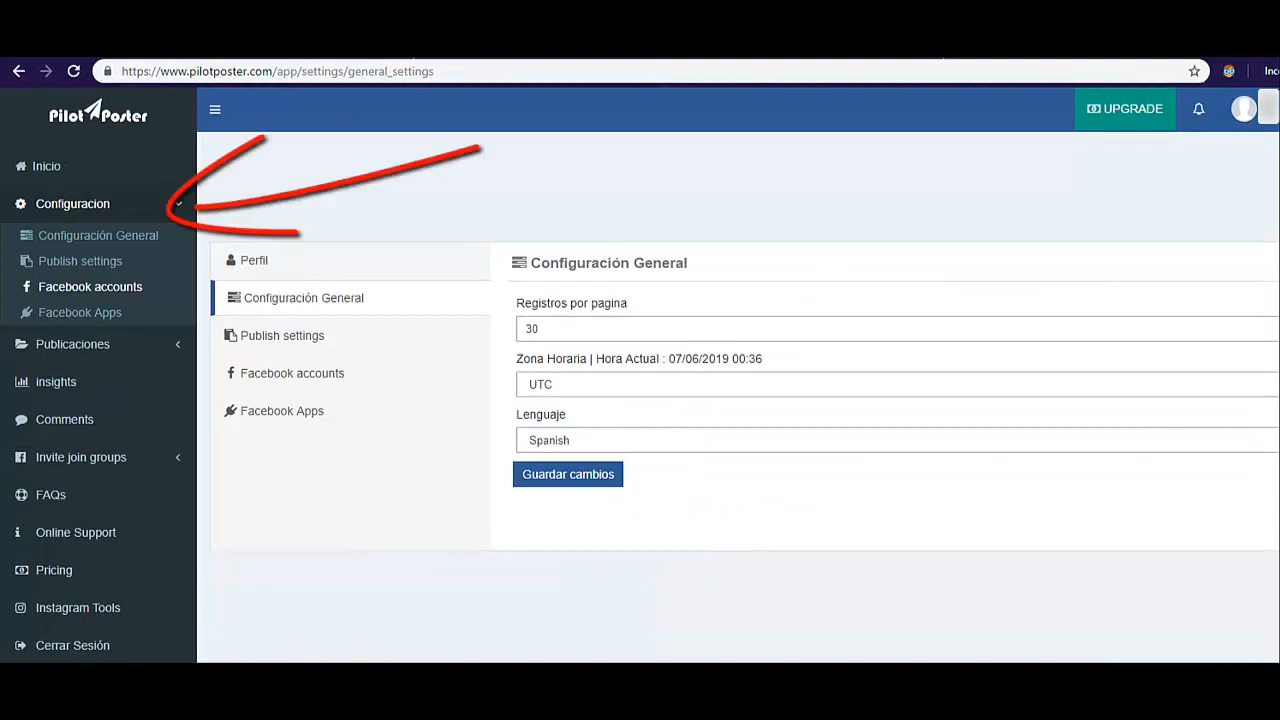 https://www.pilotposter.com/app/settings/general_settings
Inc
Pilot Poster
UPGRADE
Inicio
Configuracion
Configuración General
Publish settings
Facebook accounts
Facebook Apps
Publicaciones
insights
Comments
Invite join groups
FAQs
Online Support
Pricing
Instagram Tools
Cerrar Sesión
Perfil
Configuración General
Publish settings
Facebook accounts
Facebook Apps
Configuración General
Registros por pagina
30
Zona Horaria | Hora Actual : 07/06/2019 00:36
UTC
Lenguaje
Spanish
Guardar cambios